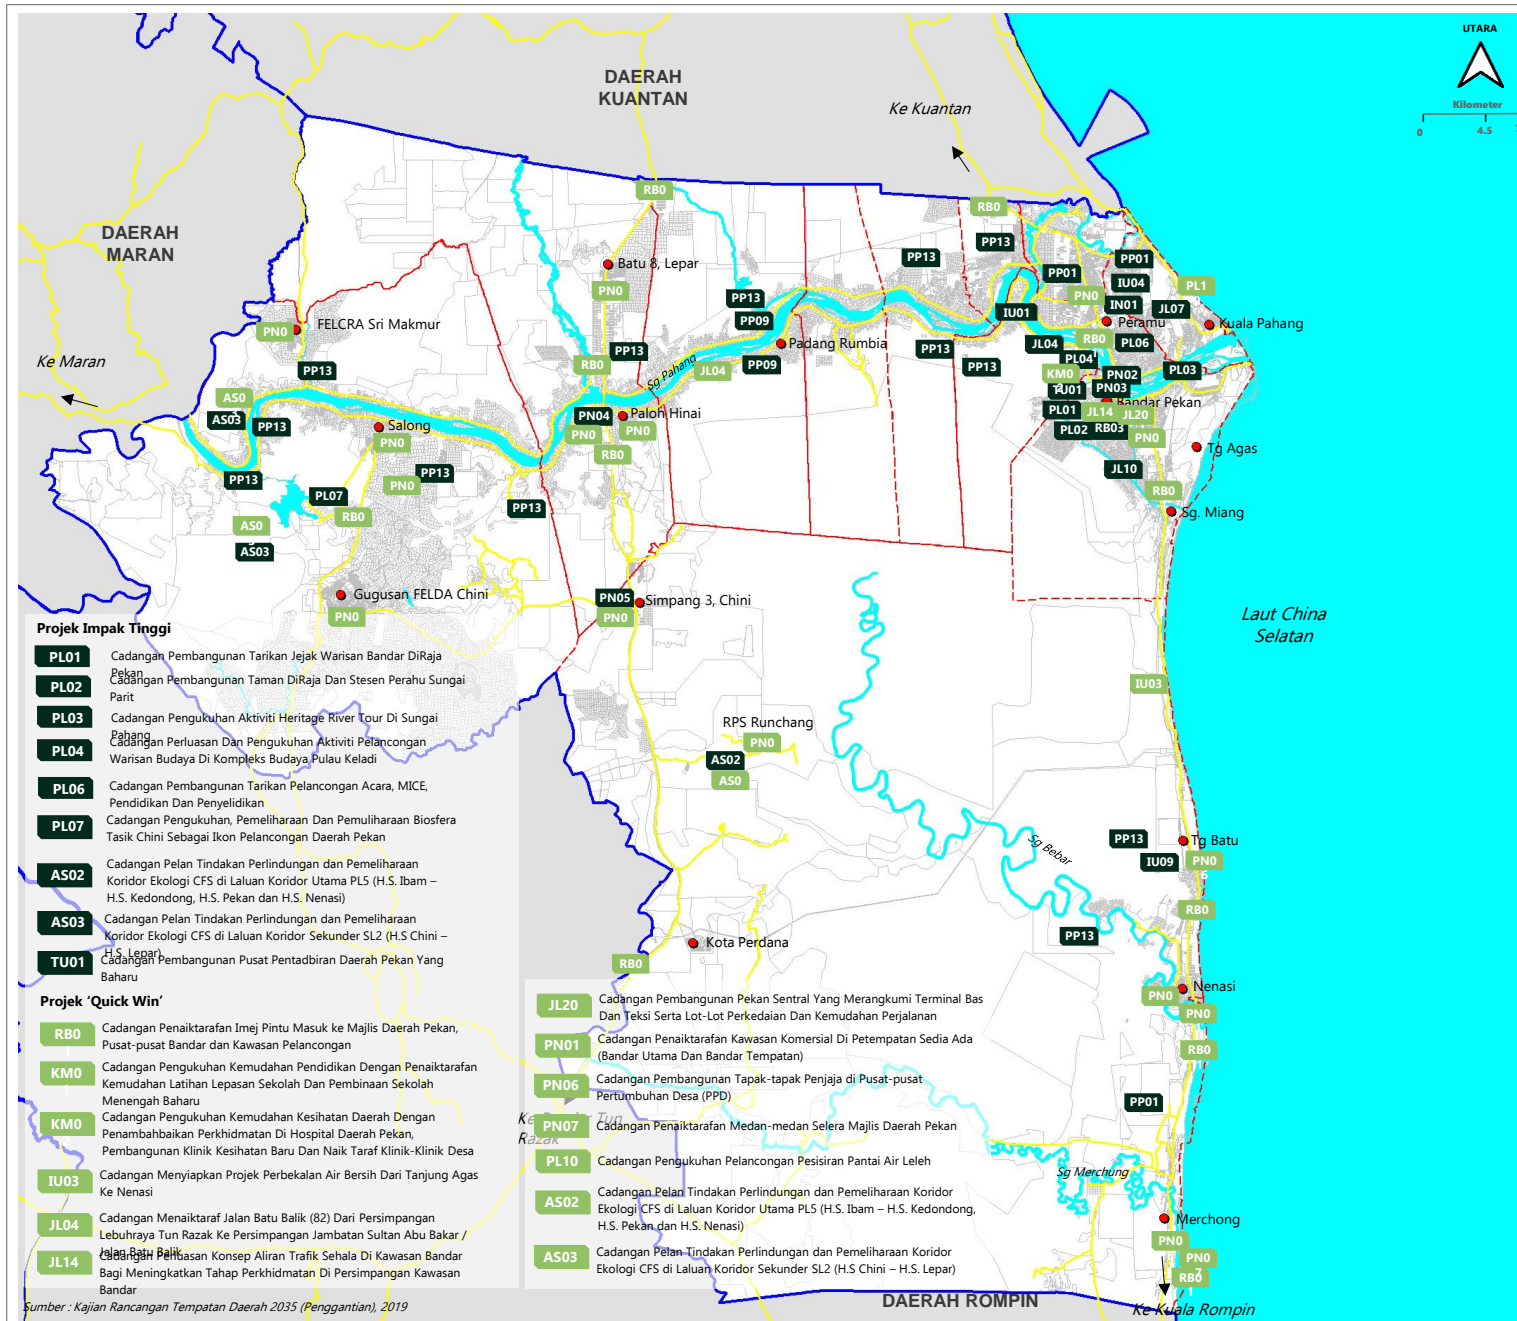 UTARA
Kilometer
0 4.5
DAERAH
KUANTAN
Ke Kuantan
DAERAH
MARAN
RB0
RB0
PP13
PP13
PP01
PP01
IU04
PL1
Batu 8, Lepar
PN0
PP13
PP09
PN0
IN01
JL07
IU01
Peramu
Kuala Pahang
FELCRA Sri Makmur
PN0
Ke Maran
PP13
RB0
PP13
Sg Pahang
JL04
PP09
Padang Rumbia
PP13
PP13
JL04
RB0
PL06
PL04
KM0
PN02
PL03
TU01
PN03
Bandar Pekan
AS0
AS03
PP13
PP13
Salong
PN0
PN04
Paloh Hinai
PN0
PN0
RB0
PL01
JL14
JL20
PL02
RB03
PN0
Tg Agas
JL10
RB0
Sg. Miang
PP13
PN0
PL07
RB0
AS0
AS03
PP13
Gugusan FELDA Chini
PN0
PN05
Simpang 3, Chini
PN0
Laut China
Selatan
IU03
RPS Runchang
PN0
AS02
AS0
Sg Bebar
PP13
Tg Batu
IU09
PN0
6
RB0
PP13
Kota Perdana
RB0
Nenasi
PN0
PN0
RB0
PP01
Sg Merchung
Merchong
PN0
PN0
7
RB0
1
Ke Kuala Rompin
DAERAH ROMPIN
Projek Impak Tinggi
PL01 Cadangan Pembangunan Tarikan Jejak Warisan Bandar DiRaja
Pekan
PL02 Cadangan Pembangunan Taman DiRaja Dan Stesen Perahu Sungai
Parit
PL03 Cadangan Pengukuhan Aktiviti Heritage River Tour Di Sungai
Pahang
PL04 Cadangan Perluasan Dan Pengukuhan Aktiviti Pelancongan
Warisan Budaya Di Kompleks Budaya Pulau Keladi
PL06 Cadangan Pembangunan Tarikan Pelancongan Acara, MICE,
Pendidikan Dan Penyelidikan
PL07 Cadangan Pengukuhan, Pemeliharaan Dan Pemuliharaan Biosfera
Tasik Chini Sebagai Ikon Pelancongan Daerah Pekan
AS02 Cadangan Pelan Tindakan Perlindungan dan Pemeliharaan
Koridor Ekologi CFS di Laluan Koridor Utama PL5 (H.S. Ibam –
H.S. Kedondong, H.S. Pekan dan H.S. Nenasi)
AS03 Cadangan Pelan Tindakan Perlindungan dan Pemeliharaan
Koridor Ekologi CFS di Laluan Koridor Sekunder SL2 (H.S Chini –
H.S. Lepar)
TU01 Cadangan Pembangunan Pusat Pentadbiran Daerah Pekan Yang
Baharu
Projek ‘Quick Win’
RB0 Cadangan Penaiktarafan Imej Pintu Masuk ke Majlis Daerah Pekan,
Pusat-pusat Bandar dan Kawasan Pelancongan
KM0 Cadangan Pengukuhan Kemudahan Pendidikan Dengan Penaiktarafan
Kemudahan Latihan Lepasan Sekolah Dan Pembinaan Sekolah
Menengah Baharu
KM0 Cadangan Pengukuhan Kemudahan Kesihatan Daerah Dengan
Penambahbaikan Perkhidmatan Di Hospital Daerah Pekan,
Pembangunan Klinik Kesihatan Baru Dan Naik Taraf Klinik-Klinik Desa
IU03 Cadangan Menyiapkan Projek Perbekalan Air Bersih Dari Tanjung Agas
Ke Nenasi
JL04 Cadangan Menaiktaraf Jalan Batu Balik (82) Dari Persimpangan
Lebuhraya Tun Razak Ke Persimpangan Jambatan Sultan Abu Bakar /
Jalan Batu Balik
JL14 Cadangan Perluasan Konsep Aliran Trafik Sehala Di Kawasan Bandar
Bagi Meningkatkan Tahap Perkhidmatan Di Persimpangan Kawasan
Bandar
JL20 Cadangan Pembangunan Pekan Sentral Yang Merangkumi Terminal Bas
Dan Teksi Serta Lot-Lot Perkedaian Dan Kemudahan Perjalanan
PN01 Cadangan Penaiktarafan Kawasan Komersial Di Petempatan Sedia Ada
(Bandar Utama Dan Bandar Tempatan)
PN06 Cadangan Pembangunan Tapak-tapak Penjaja di Pusat-pusat
Pertumbuhan Desa (PPD)
PN07 Cadangan Penaiktarafan Medan-medan Selera Majlis Daerah Pekan
PL10 Cadangan Pengukuhan Pelancongan Pesisiran Pantai Air Leleh
AS02 Cadangan Pelan Tindakan Perlindungan dan Pemeliharaan Koridor
Ekologi CFS di Laluan Koridor Utama PL5 (H.S. Ibam – H.S. Kedondong,
H.S. Pekan dan H.S. Nenasi)
AS03 Cadangan Pelan Tindakan Perlindungan dan Pemeliharaan Koridor
Ekologi CFS di Laluan Koridor Sekunder SL2 (H.S Chini – H.S. Lepar)
Tun
Razak
Sumber : Kajian Rancangan Tempatan Daerah 2035 (Penggantian), 2019